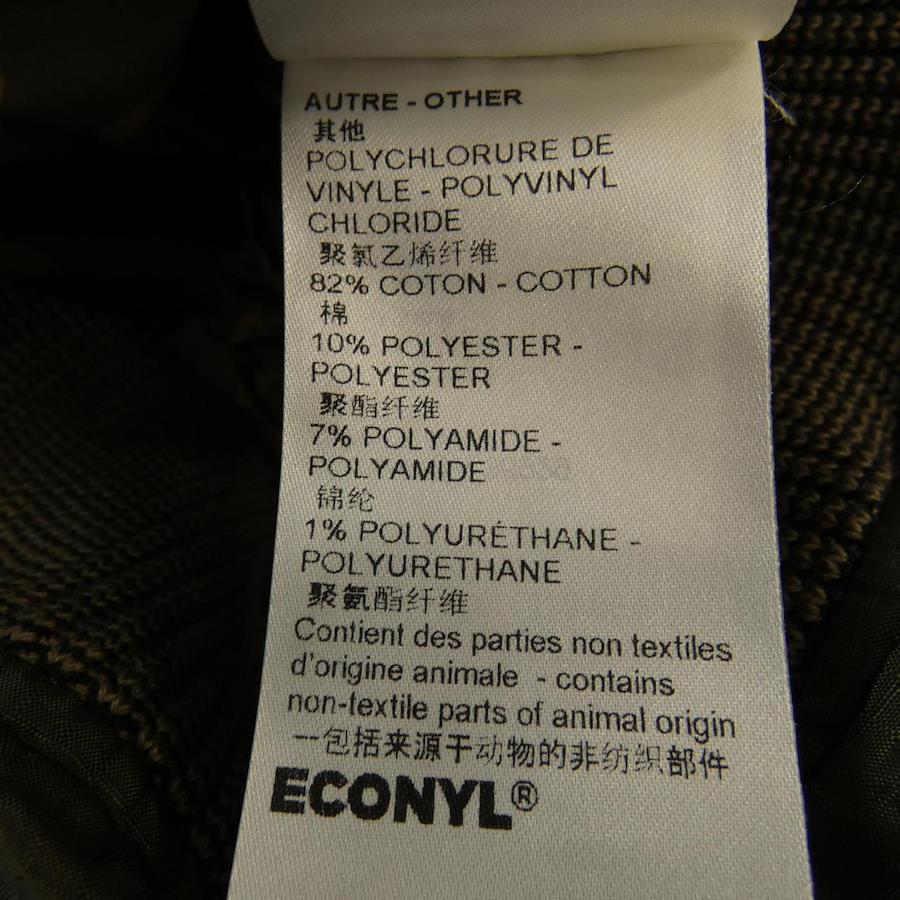 AUTRE - OTHER
其他
POLYCHLORURE DE
VINYLE - POLYVINYL
CHLORIDE
聚氯乙烯纤维
82% COTON - COTTON
棉
10% POLYESTER -
POLYESTER
聚酯纤维
7% POLYAMIDE -
POLYAMIDE
锦纶
1% POLYURÉTHANE -
POLYURETHANE
聚氨酯纤维
Contient des parties non textiles
d'origine animale - contains
non-textile parts of animal origin
一包括来源于动物的非纺织部件
ECONYL®